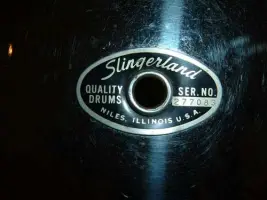 Slingerland
QUALITY DRUMS
SER. NO.
NILES, ILLINOIS U.S.A.